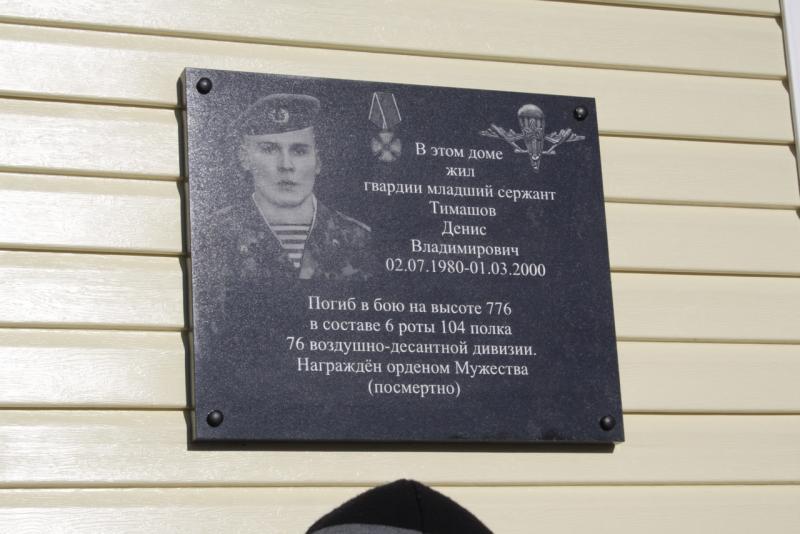 В этом доме
жил
гвардии младший сержант
Тимашов
Денис
Владимирович
02.07.1980-01.03.2000
Погиб в бою на высоте 776
в составе 6 роты 104 полка
76 воздушно-десантной дивизии.
Награждён орденом Мужества
(посмертно)